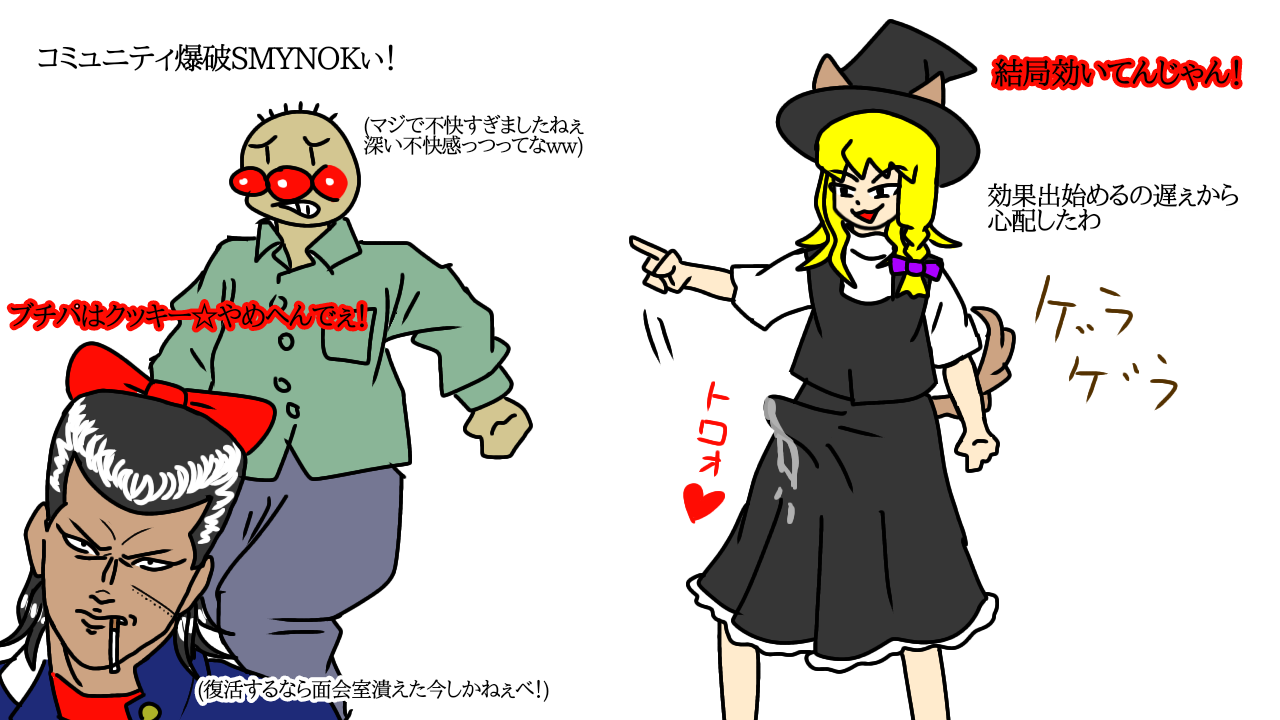 コミュニティ爆破SMYNOKぃ!
(マジで不快すぎましたねぇ
深い不快感っつってなww)
結局効いてんじゃん!
効果出始めるの遅ぇから
心配したわ
ブチパはクッキー☆やめへんでぇ!
ゲラ
ゲラ
トロォ♥
(復活するなら面会室潰えた今しかねぇべ!)